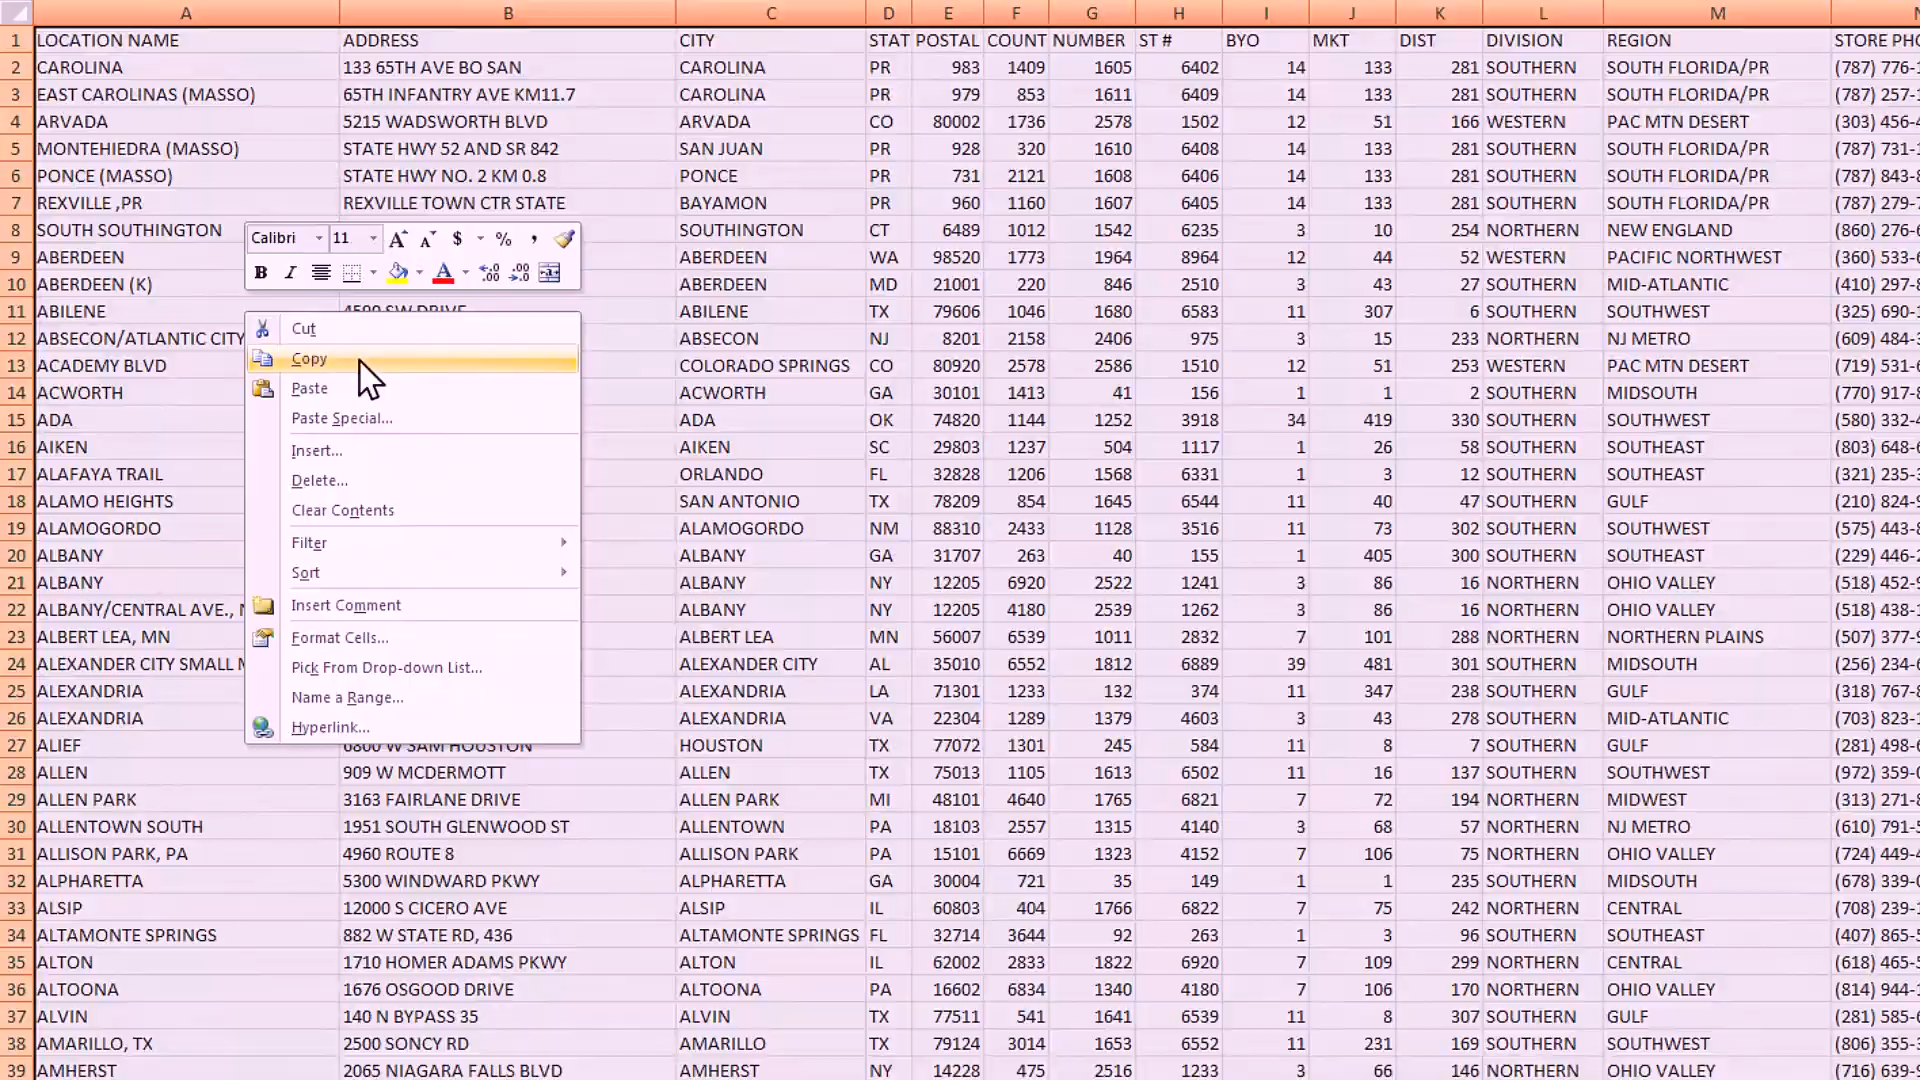 A B C D E F G H I J K L M
1 LOCATION NAME ADDRESS CITY STAT POSTAL COUNT NUMBER ST # BYO MKT DIST DIVISION REGION STORE PHO
2 CAROLINA 133 65TH AVE BO SAN CAROLINA PR 983 1409 1605 6402 14 133 281 SOUTHERN SOUTH FLORIDA/PR (787) 776-
3 EAST CAROLINAS (MASSO) 65TH INFANTRY AVE KM11.7 CAROLINA PR 979 853 1611 6409 14 133 281 SOUTHERN SOUTH FLORIDA/PR (787) 257-
4 ARVADA 5215 WADSWORTH BLVD ARVADA CO 80002 1736 2578 1502 12 51 166 WESTERN PAC MTN DESERT (303) 456-
5 MONTEHIEDRA (MASSO) STATE HWY 52 AND SR 842 SAN JUAN PR 928 320 1610 6408 14 133 281 SOUTHERN SOUTH FLORIDA/PR (787) 731-
6 PONCE (MASSO) STATE HWY NO. 2 KM 0.8 PONCE PR 731 2121 1608 6406 14 133 281 SOUTHERN SOUTH FLORIDA/PR (787) 843-
7 REXVILLE ,PR REXVILLE TOWN CTR STATE BAYAMON PR 960 1160 1607 6405 14 133 281 SOUTHERN SOUTH FLORIDA/PR (787) 279-
8 SOUTH SOUTHINGTON Calibri 11 A A $ % , SOUTHINGTON CT 6489 1012 1542 6235 3 10 254 NORTHERN NEW ENGLAND (860) 276-
9 ABERDEEN B I A ABERDEEN WA 98520 1773 1964 8964 12 44 52 WESTERN PACIFIC NORTHWEST (360) 533-
10 ABERDEEN (K) ABERDEEN MD 21001 220 846 2510 3 43 27 SOUTHERN MID-ATLANTIC (410) 297-
11 ABILENE ABILENE TX 79606 1046 1680 6583 11 307 6 SOUTHERN SOUTHWEST (325) 690-
12 ABSECON/ATLANTIC CITY Cut ABSECON NJ 8201 2158 2406 975 3 15 233 NORTHERN NJ METRO (609) 484-
13 ACADEMY BLVD Copy COLORADO SPRINGS CO 80920 2578 2586 1510 12 51 253 WESTERN PAC MTN DESERT (719) 531-
14 ACWORTH Paste ACWORTH GA 30101 1413 41 156 1 1 2 SOUTHERN MIDSOUTH (770) 917-
15 ADA Paste Special... ADA OK 74820 1144 1252 3918 34 419 330 SOUTHERN SOUTHWEST (580) 332-
16 AIKEN Insert... AIKEN SC 29803 1237 504 1117 1 26 58 SOUTHERN SOUTHEAST (803) 648-
17 ALAFAYA TRAIL Delete... ORLANDO FL 32828 1206 1568 6331 1 3 12 SOUTHERN SOUTHEAST (321) 235-
18 ALAMO HEIGHTS Clear Contents SAN ANTONIO TX 78209 854 1645 6544 11 40 47 SOUTHERN GULF (210) 824-
19 ALAMOGORDO Filter ALAMOGORDO NM 88310 2433 1128 3516 11 73 302 SOUTHERN SOUTHWEST (575) 443-
20 ALBANY Sort ALBANY GA 31707 263 40 155 1 405 300 SOUTHERN SOUTHEAST (229) 446-
21 ALBANY ALBANY NY 12205 6920 2522 1241 3 86 16 NORTHERN OHIO VALLEY (518) 452-
22 ALBANY/CENTRAL AVE., Insert Comment ALBANY NY 12205 4180 2539 1262 3 86 16 NORTHERN OHIO VALLEY (518) 438-
23 ALBERT LEA, MN Format Cells... ALBERT LEA MN 56007 6539 1011 2832 7 101 288 NORTHERN NORTHERN PLAINS (507) 377-
24 ALEXANDER CITY SMALL Pick From Drop-down List... ALEXANDER CITY AL 35010 6552 1812 6889 39 481 301 SOUTHERN MIDSOUTH (256) 234-
25 ALEXANDRIA Name a Range... ALEXANDRIA LA 71301 1233 132 374 11 347 238 SOUTHERN GULF (318) 767-
26 ALEXANDRIA Hyperlink... ALEXANDRIA VA 22304 1289 1379 4603 3 43 278 SOUTHERN MID-ATLANTIC (703) 823-
27 ALIEF 6800 W SAM HOUSTON HOUSTON TX 77072 1301 245 584 11 8 7 SOUTHERN GULF (281) 498-
28 ALLEN 909 W MCDERMOTT ALLEN TX 75013 1105 1613 6502 11 16 137 SOUTHERN SOUTHWEST (972) 359-
29 ALLEN PARK 3163 FAIRLANE DRIVE ALLEN PARK MI 48101 4640 1765 6821 7 72 194 NORTHERN MIDWEST (313) 271-
30 ALLENTOWN SOUTH 1951 SOUTH GLENWOOD ST ALLENTOWN PA 18103 2557 1315 4140 3 68 57 NORTHERN NJ METRO (610) 791-
31 ALLISON PARK, PA 4960 ROUTE 8 ALLISON PARK PA 15101 6669 1323 4152 7 106 75 NORTHERN OHIO VALLEY (724) 449-
32 ALPHARETTA 5300 WINDWARD PKWY ALPHARETTA GA 30004 721 35 149 1 1 235 SOUTHERN MIDSOUTH (678) 339-
33 ALSIP 12000 S CICERO AVE ALSIP IL 60803 404 1766 6822 7 75 242 NORTHERN CENTRAL (708) 239-
34 ALTAMONTE SPRINGS 882 W STATE RD, 436 ALTAMONTE SPRINGS FL 32714 3644 92 263 1 3 96 SOUTHERN SOUTHEAST (407) 865-
35 ALTON 1710 HOMER ADAMS PKWY ALTON IL 62002 2833 1822 6920 7 109 299 NORTHERN CENTRAL (618) 465-
36 ALTOONA 1676 OSGOOD DRIVE ALTOONA PA 16602 6834 1340 4180 7 106 170 NORTHERN OHIO VALLEY (814) 944-
37 ALVIN 140 N BYPASS 35 ALVIN TX 77511 541 1641 6539 11 8 307 SOUTHERN GULF (281) 585-
38 AMARILLO, TX 2500 SONCY RD AMARILLO TX 79124 3014 1653 6552 11 231 169 SOUTHERN SOUTHWEST (806) 355-
39 AMHERST 2065 NIAGARA FALLS BLVD AMHERST NY 14228 475 2516 1233 3 66 146 NORTHERN OHIO VALLEY (716) 639-